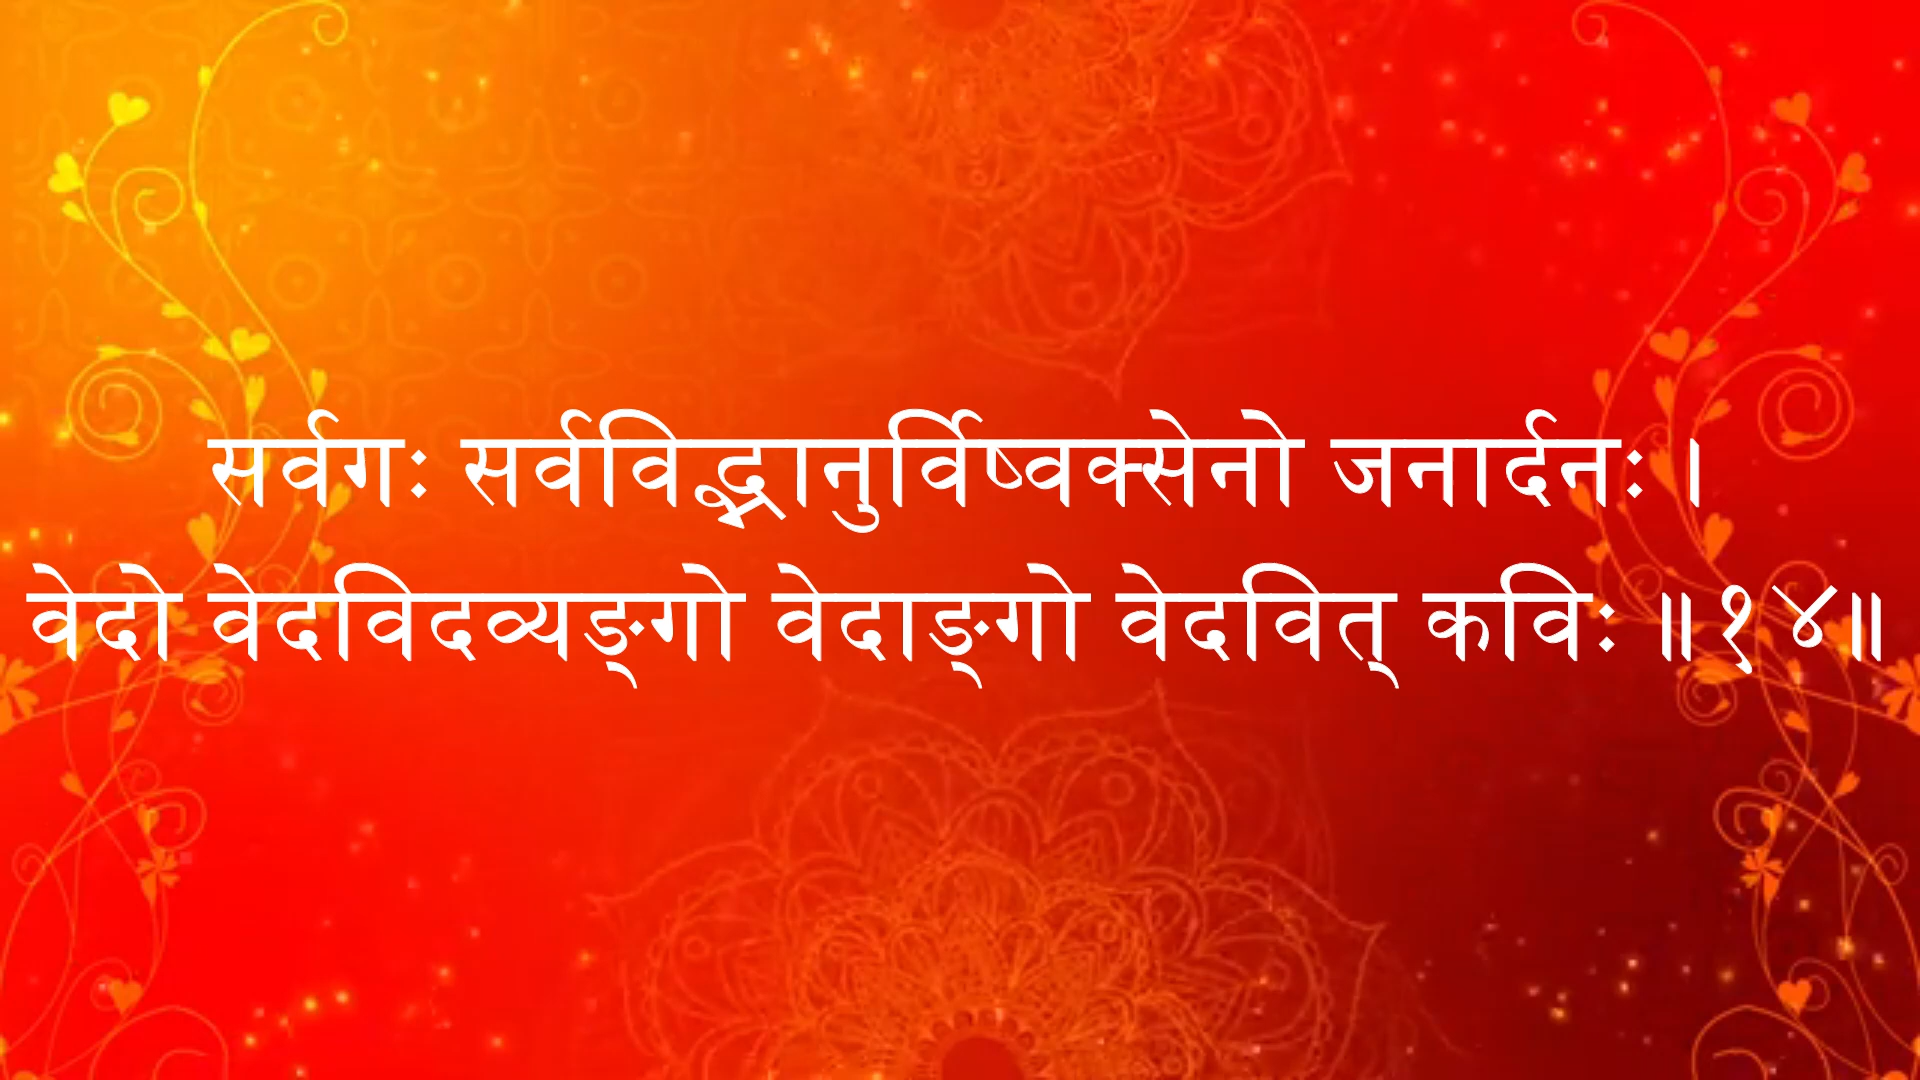 सर्वगः सर्वविद्भानुर्विष्वक्सेनो जनार्दनः ।
वेदो वेदविदव्यङ्गो वेदाङ्गो वेदवित् कविः ॥१४॥